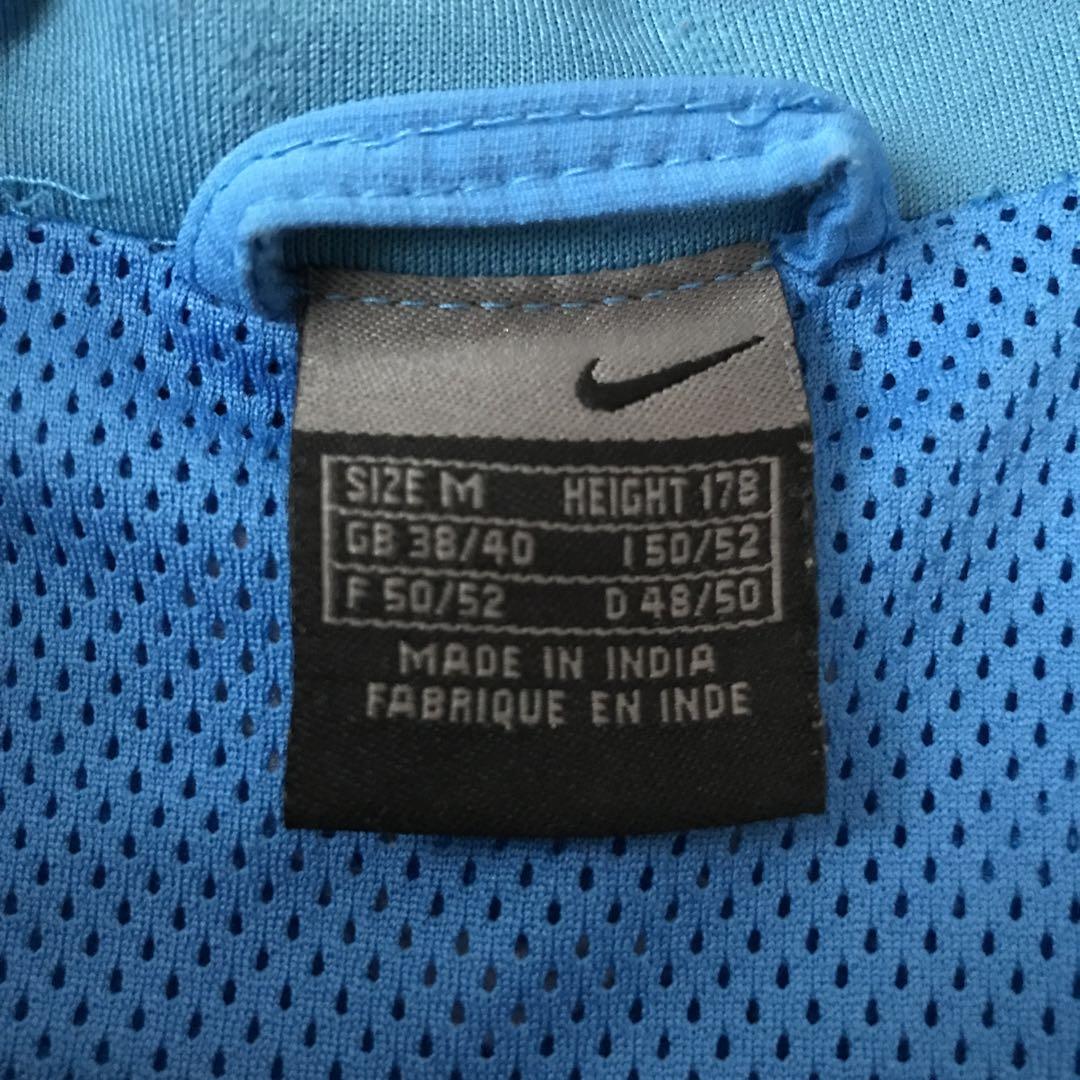 SIZE M HEIGHT 178
GB 38/40 I 50/52
F 50/52 D 48/50
MADE IN INDIA
FABRIQUE EN INDE